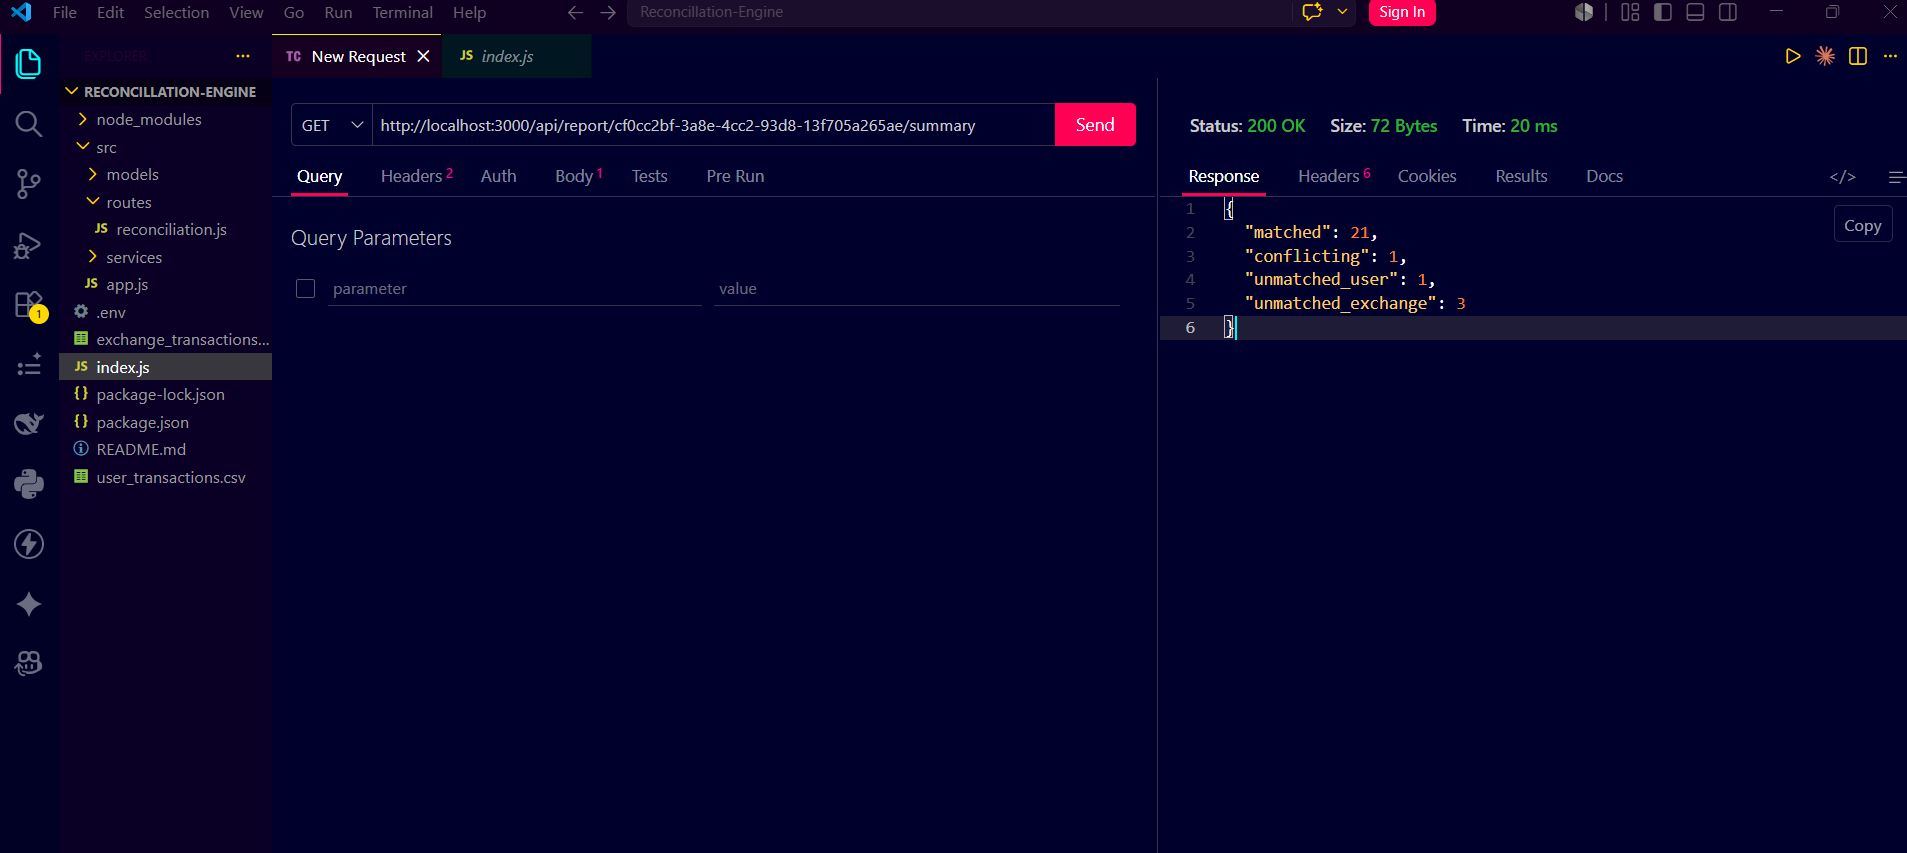 File Edit Selection View Go Run Terminal Help
Reconcillation-Engine
Sign In
EXPLORER
TC New Request
JS index.js
RECONCILLATION-ENGINE
node_modules
src
models
routes
JS reconciliation.js
services
JS app.js
.env
exchange_transactions...
JS index.js
{} package-lock.json
{} package.json
README.md
user_transactions.csv
1
GET http://localhost:3000/api/report/cf0cc2bf-3a8e-4cc2-93d8-13f705a265ae/summary Send
Query Headers 2 Auth Body 1 Tests Pre Run
Query Parameters
parameter value
Status: 200 OK Size: 72 Bytes Time: 20 ms
Response Headers 6 Cookies Results Docs </>
Copy
1 {
2 "matched": 21,
3 "conflicting": 1,
4 "unmatched_user": 1,
5 "unmatched_exchange": 3
6 }